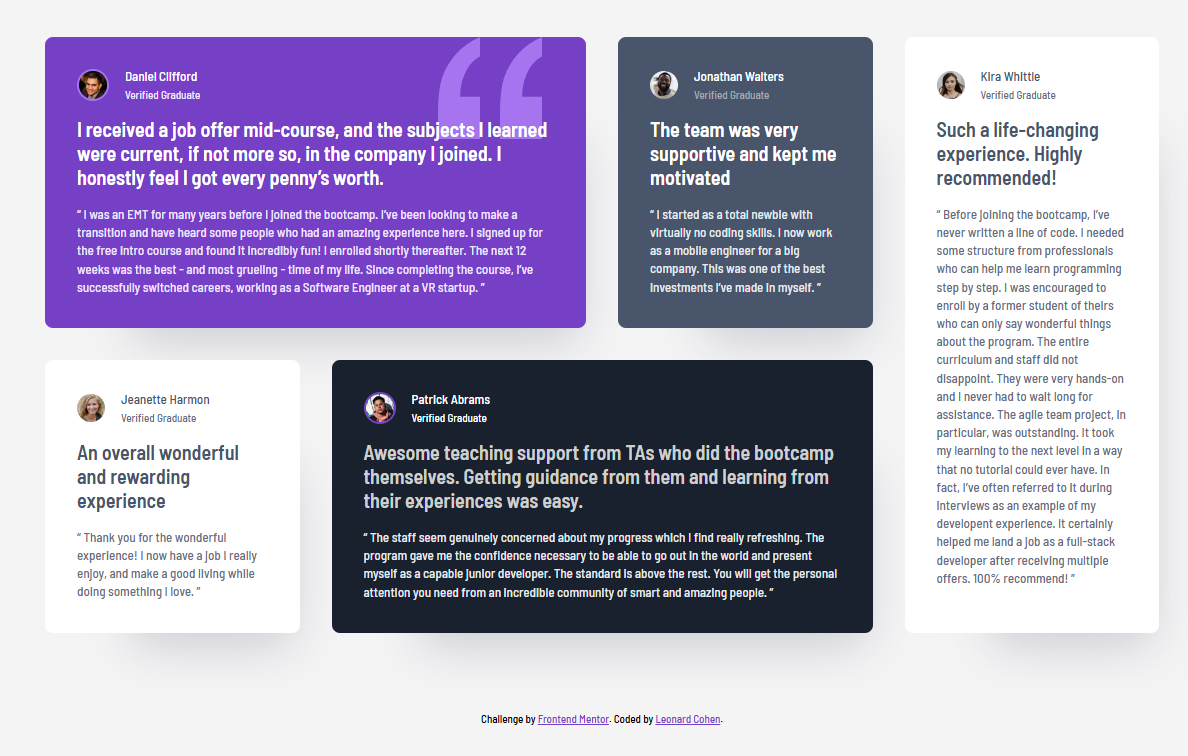 Daniel Clifford
Verified Graduate
I received a job offer mid-course, and the subjects I learned
were current, if not more so, in the company I joined. I
honestly feel I got every penny’s worth.
“ I was an EMT for many years before I joined the bootcamp. I’ve been looking to make a
transition and have heard some people who had an amazing experience here. I signed up for
the free intro course and found it incredibly fun! I enrolled shortly thereafter. The next 12
weeks was the best - and most grueling - time of my life. Since completing the course, I’ve
successfully switched careers, working as a Software Engineer at a VR startup. ”
Jonathan Walters
Verified Graduate
The team was very
supportive and kept me
motivated
“ I started as a total newbie with
virtually no coding skills. I now work
as a mobile engineer for a big
company. This was one of the best
investments I’ve made in myself. ”
Kira Whittle
Verified Graduate
Such a life-changing
experience. Highly
recommended!
“ Before joining the bootcamp, I’ve
never written a line of code. I needed
some structure from professionals
who can help me learn programming
step by step. I was encouraged to
enroll by a former student of theirs
who can only say wonderful things
about the program. The entire
curriculum and staff did not
disappoint. They were very hands-on
and I never had to wait long for
assistance. The agile team project, in
particular, was outstanding. It took
my learning to the next level in a way
that no tutorial could ever have. In
fact, I’ve often referred to it during
interviews as an example of my
developent experience. It certainly
helped me land a job as a full-stack
developer after receiving multiple
offers. 100% recommend! ”
Jeanette Harmon
Verified Graduate
An overall wonderful
and rewarding
experience
“ Thank you for the wonderful
experience! I now have a job I really
enjoy, and make a good living while
doing something I love. ”
Patrick Abrams
Verified Graduate
Awesome teaching support from TAs who did the bootcamp
themselves. Getting guidance from them and learning from
their experiences was easy.
“ The staff seem genuinely concerned about my progress which I find really refreshing. The
program gave me the confidence necessary to be able to go out in the world and present
myself as a capable junior developer. The standard is above the rest. You will get the personal
attention you need from an incredible community of smart and amazing people. ”
Challenge by Frontend Mentor. Coded by Leonard Cohen.